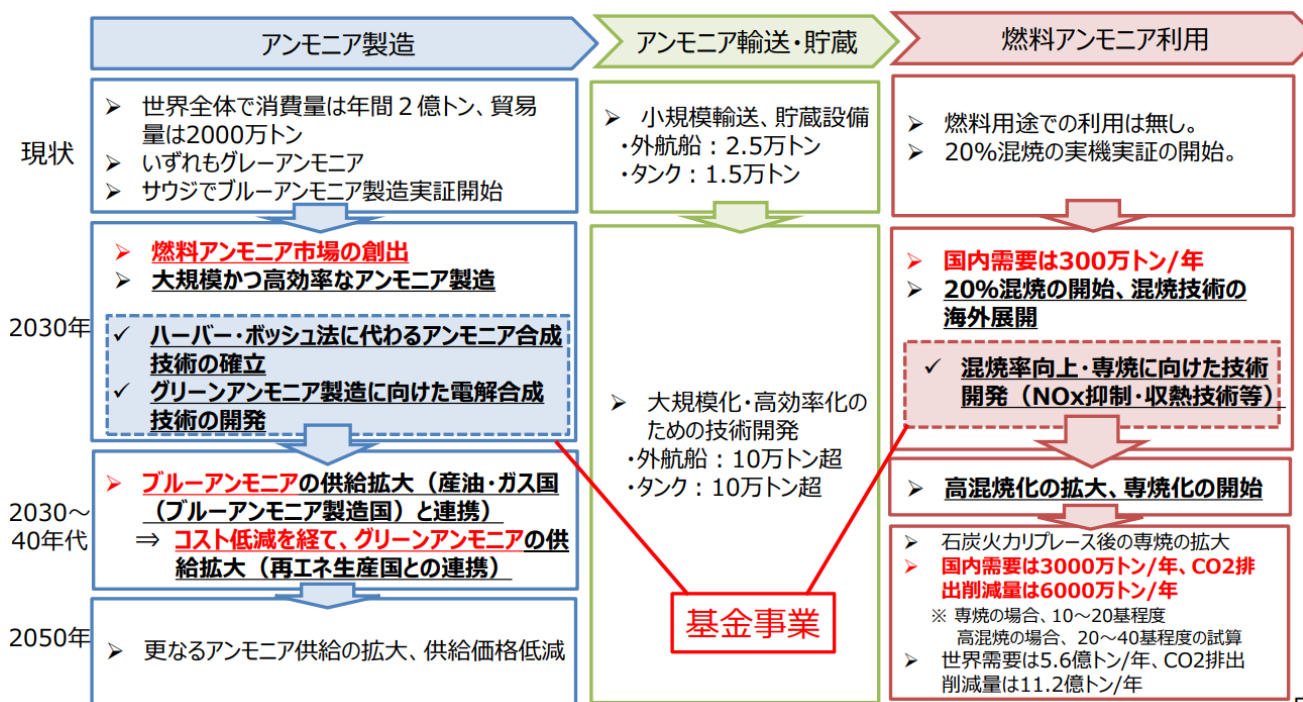 アンモニア製造
アンモニア輸送・貯蔵
燃料アンモニア利用
現状
➢ 世界全体で消費量は年間２億トン、貿易
量は2000万トン
➢ いずれもグレーアンモニア
➢ サウジでブルーアンモニア製造実証開始
➢ 小規模輸送、貯蔵設備
・外航船：2.5万トン
・タンク：1.5万トン
➢ 燃料用途での利用は無し。
➢ 20%混焼の実機実証の開始。
2030年
➢ 燃料アンモニア市場の創出
➢ 大規模かつ高効率なアンモニア製造
✓ ハーバー・ボッシュ法に代わるアンモニア合成
技術の確立
✓ グリーンアンモニア製造に向けた電解合成
技術の開発
➢ 大規模化・高効率化の
ための技術開発
・外航船：10万トン超
・タンク：10万トン超
➢ 国内需要は300万トン/年
➢ 20%混焼の開始、混焼技術の
海外展開
✓ 混焼率向上・専焼に向けた技術
開発（NOx抑制・収熱技術等）
2030～
40年代
➢ ブルーアンモニアの供給拡大（産油・ガス国
（ブルーアンモニア製造国）と連携）
⇒ コスト低減を経て、グリーンアンモニアの供
給拡大（再エネ生産国との連携）
➢ 高混焼化の拡大、専焼化の開始
基金事業
2050年
➢ 更なるアンモニア供給の拡大、供給価格低減
➢ 石炭火力リプレース後の専焼の拡大
➢ 国内需要は3000万トン/年、CO2排
出削減量は6000万トン/年
※ 専焼の場合、10～20基程度
高混焼の場合、20～40基程度の試算
➢ 世界需要は5.6億トン/年、CO2排出
削減量は11.2億トン/年